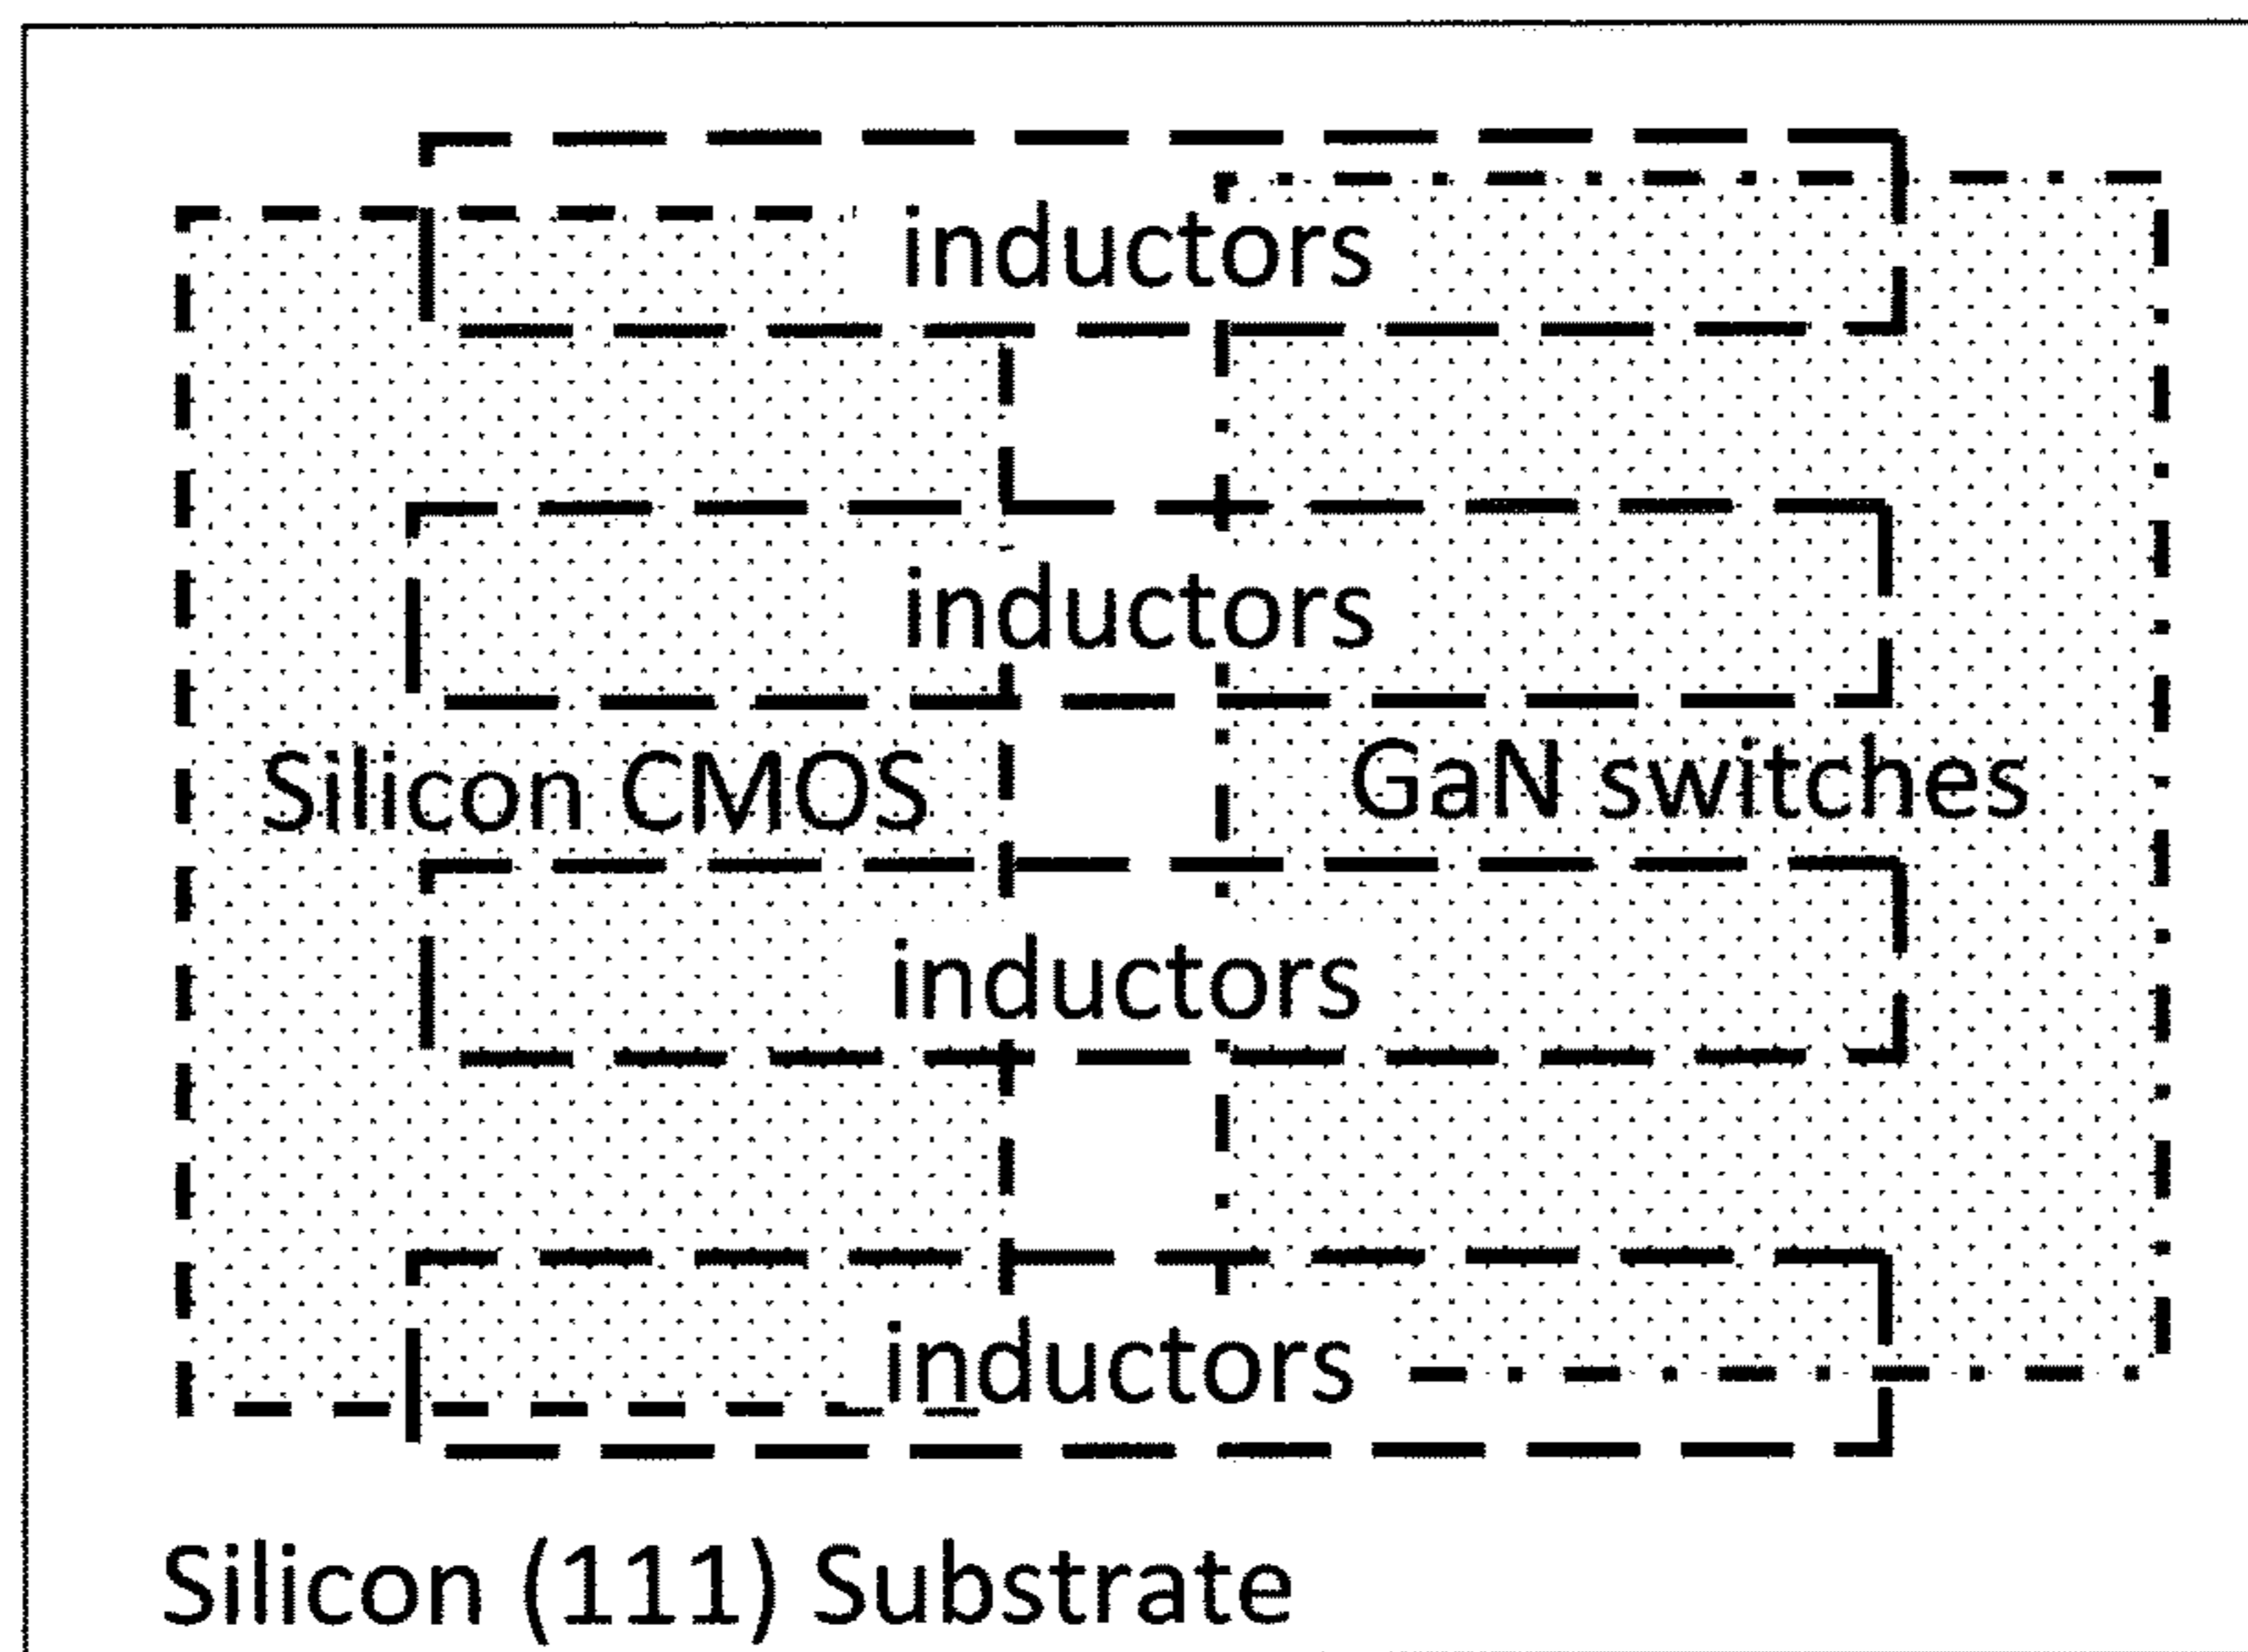 inductors
inductors
Silicon CMOS
GaN switches
inductors
inductors
Silicon (111) Substrate